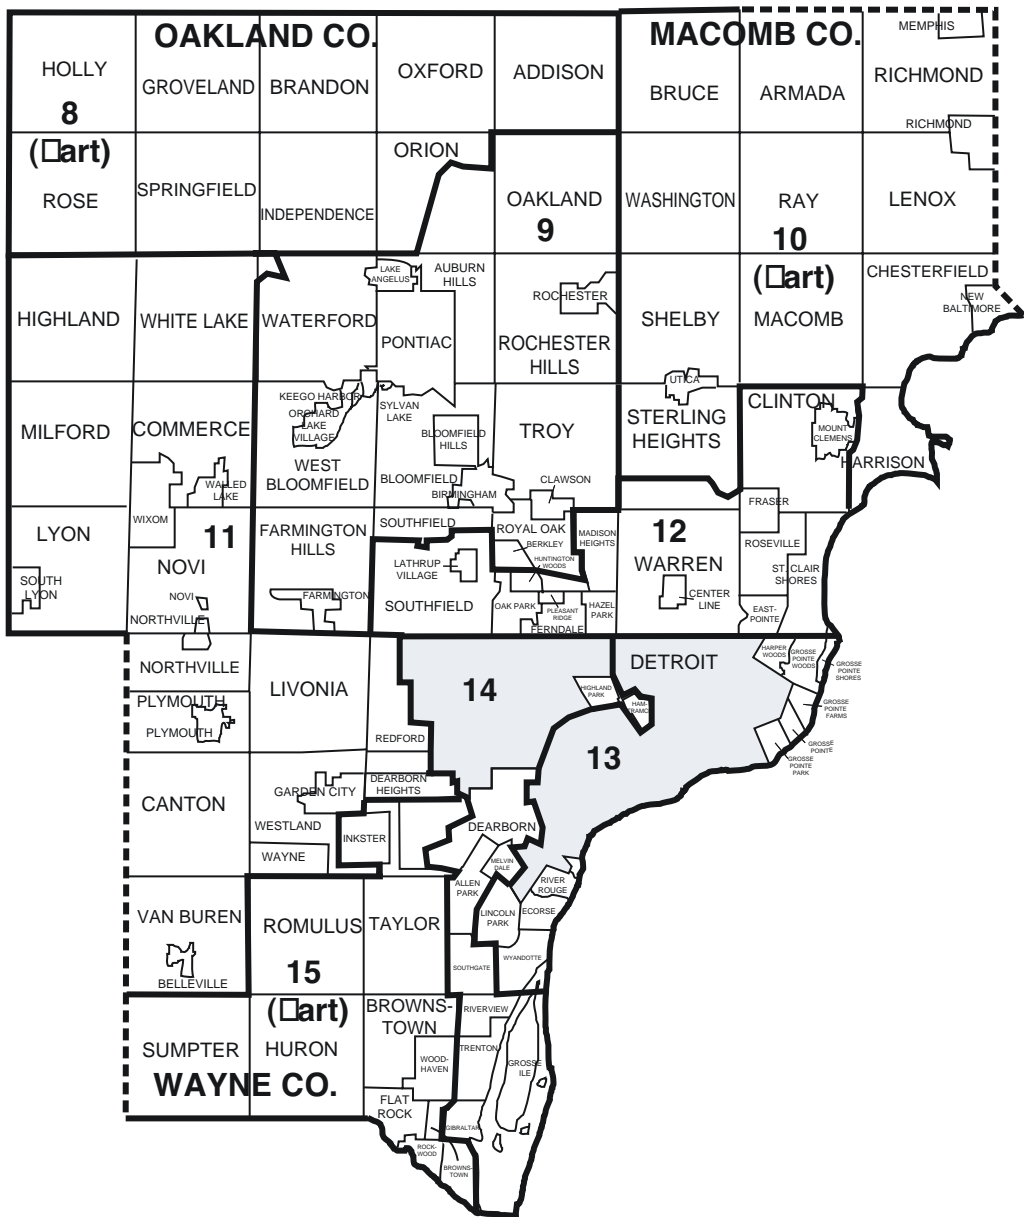 OAKLAND CO.
MACOMB CO.
MEMPHIS
HOLLY
GROVELAND
BRANDON
OXFORD
ADDISON
BRUCE
ARMADA
RICHMOND
8
(□art)
RICHMOND
ROSE
SPRINGFIELD
INDEPENDENCE
ORION
OAKLAND
9
WASHINGTON
RAY
10
(□art)
LENOX
HIGHLAND
WHITE LAKE
WATERFORD
LAKE
ANGELUS
AUBURN
HILLS
PONTIAC
ROCHESTER
ROCHESTER
HILLS
SHELBY
MACOMB
CHESTERFIELD
NEW
BALTIMORE
MILFORD
COMMERCE
KEEGO HARBOR
ORCHARD
LAKE
VILLAGE
SYLVAN
LAKE
WEST
BLOOMFIELD
BLOOMFIELD
HILLS
BLOOMFIELD
BIRMINGHAM
TROY
CLAWSON
UTICA
STERLING
HEIGHTS
CLINTON
MOUNT
CLEMENS
HARRISON
WALLED
LAKE
WIXOM
LYON
11
NOVI
SOUTH
LYON
NOVI
NORTHVILLE
FARMINGTON
HILLS
FARMINGTON
SOUTHFIELD
LATHRUP
VILLAGE
SOUTHFIELD
ROYAL OAK
BERKLEY
HUNTINGTON
WOODS
OAK PARK
PLEASANT
RIDGE
FERNDALE
HAZEL
PARK
MADISON
HEIGHTS
12
WARREN
CENTER
LINE
FRASER
ROSEVILLE
ST. CLAIR
SHORES
EAST-
POINTE
NORTHVILLE
PLYMOUTH
PLYMOUTH
LIVONIA
REDFORD
14
DETROIT
HIGHLAND
PARK
HAM-
TRAMCK
13
HARPER
WOODS
GROSSE
POINTE
WOODS
GROSSE
POINTE
SHORES
GROSSE
POINTE
FARMS
GROSSE
POINTE
GROSSE
POINTE
PARK
CANTON
GARDEN CITY
DEARBORN
HEIGHTS
WESTLAND
INKSTER
WAYNE
DEARBORN
MELVIN
DALE
ALLEN
PARK
RIVER
ROUGE
LINCOLN
PARK
ECORSE
VAN BUREN
BELLEVILLE
ROMULUS
TAYLOR
15
(□art)
SOUTHGATE
WYANDOTTE
SUMPTER
HURON
WAYNE CO.
BROWNS-
TOWN
RIVERVIEW
TRENTON
WOOD-
HAVEN
GROSSE
ILE
FLAT
ROCK
GIBRALTAR
ROCK-
WOOD
BROWNS-
TOWN